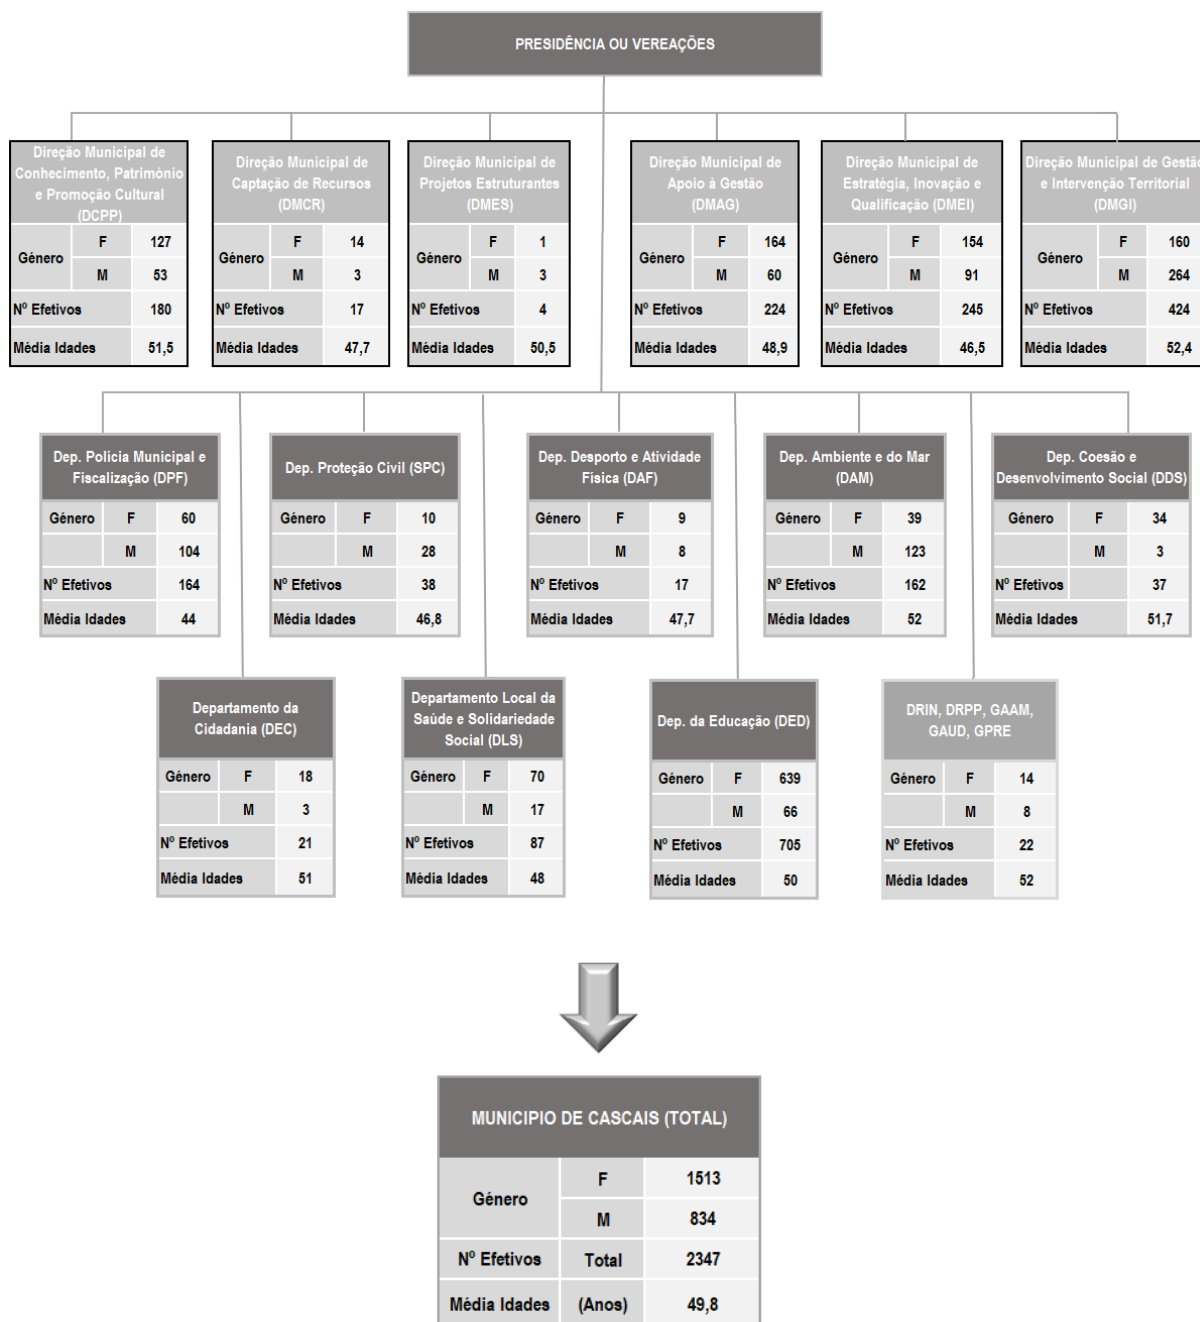 PRESIDÊNCIA OU VEREAÇÕES
Direção Municipal de
Conhecimento, Património
e Promoção Cultural
(DCPP)
Género F 127
M 53
Nº Efetivos 180
Média Idades 51,5
Direção Municipal de
Captação de Recursos
(DMCR)
Género F 14
M 3
Nº Efetivos 17
Média Idades 47,7
Direção Municipal de
Projetos Estruturantes
(DMES)
Género F 1
M 3
Nº Efetivos 4
Média Idades 50,5
Direção Municipal de
Apoio à Gestão
(DMAG)
Género F 164
M 60
Nº Efetivos 224
Média Idades 48,9
Direção Municipal de
Estratégia, Inovação e
Qualificação (DMEI)
Género F 154
M 91
Nº Efetivos 245
Média Idades 46,5
Direção Municipal de Gestão
e Intervenção Territorial
(DMGI)
Género F 160
M 264
Nº Efetivos 424
Média Idades 52,4
Dep. Polícia Municipal e
Fiscalização (DPF)
Género F 60
M 104
Nº Efetivos 164
Média Idades 44
Dep. Proteção Civil (SPC)
Género F 10
M 28
Nº Efetivos 38
Média Idades 46,8
Dep. Desporto e Atividade
Física (DAF)
Género F 9
M 8
Nº Efetivos 17
Média Idades 47,7
Dep. Ambiente e do Mar
(DAM)
Género F 39
M 123
Nº Efetivos 162
Média Idades 52
Dep. Coesão e
Desenvolvimento Social (DDS)
Género F 34
M 3
Nº Efetivos 37
Média Idades 51,7
Departamento da
Cidadania (DEC)
Género F 18
M 3
Nº Efetivos 21
Média Idades 51
Departamento Local da
Saúde e Solidariedade
Social (DLS)
Género F 70
M 17
Nº Efetivos 87
Média Idades 48
Dep. da Educação (DED)
Género F 639
M 66
Nº Efetivos 705
Média Idades 50
DRIN, DRPP, GAAM,
GAUD, GPRE
Género F 14
M 8
Nº Efetivos 22
Média Idades 52
MUNICIPIO DE CASCAIS (TOTAL)
Género F 1513
M 834
Nº Efetivos Total 2347
Média Idades (Anos) 49,8